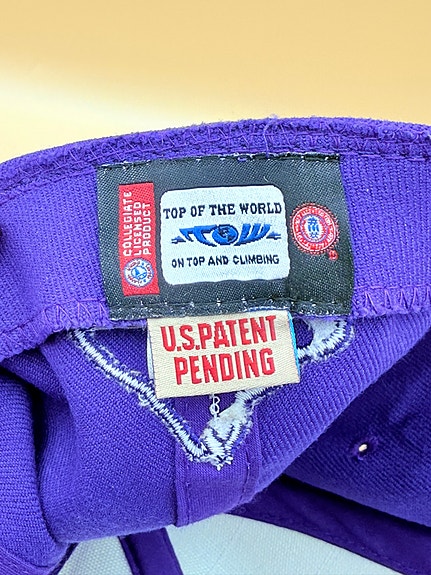 COLLEGIATE
LICENSED
PRODUCT
TOP OF THE WORLD
TOW
ON TOP AND CLIMBING
U.S. PATENT
PENDING